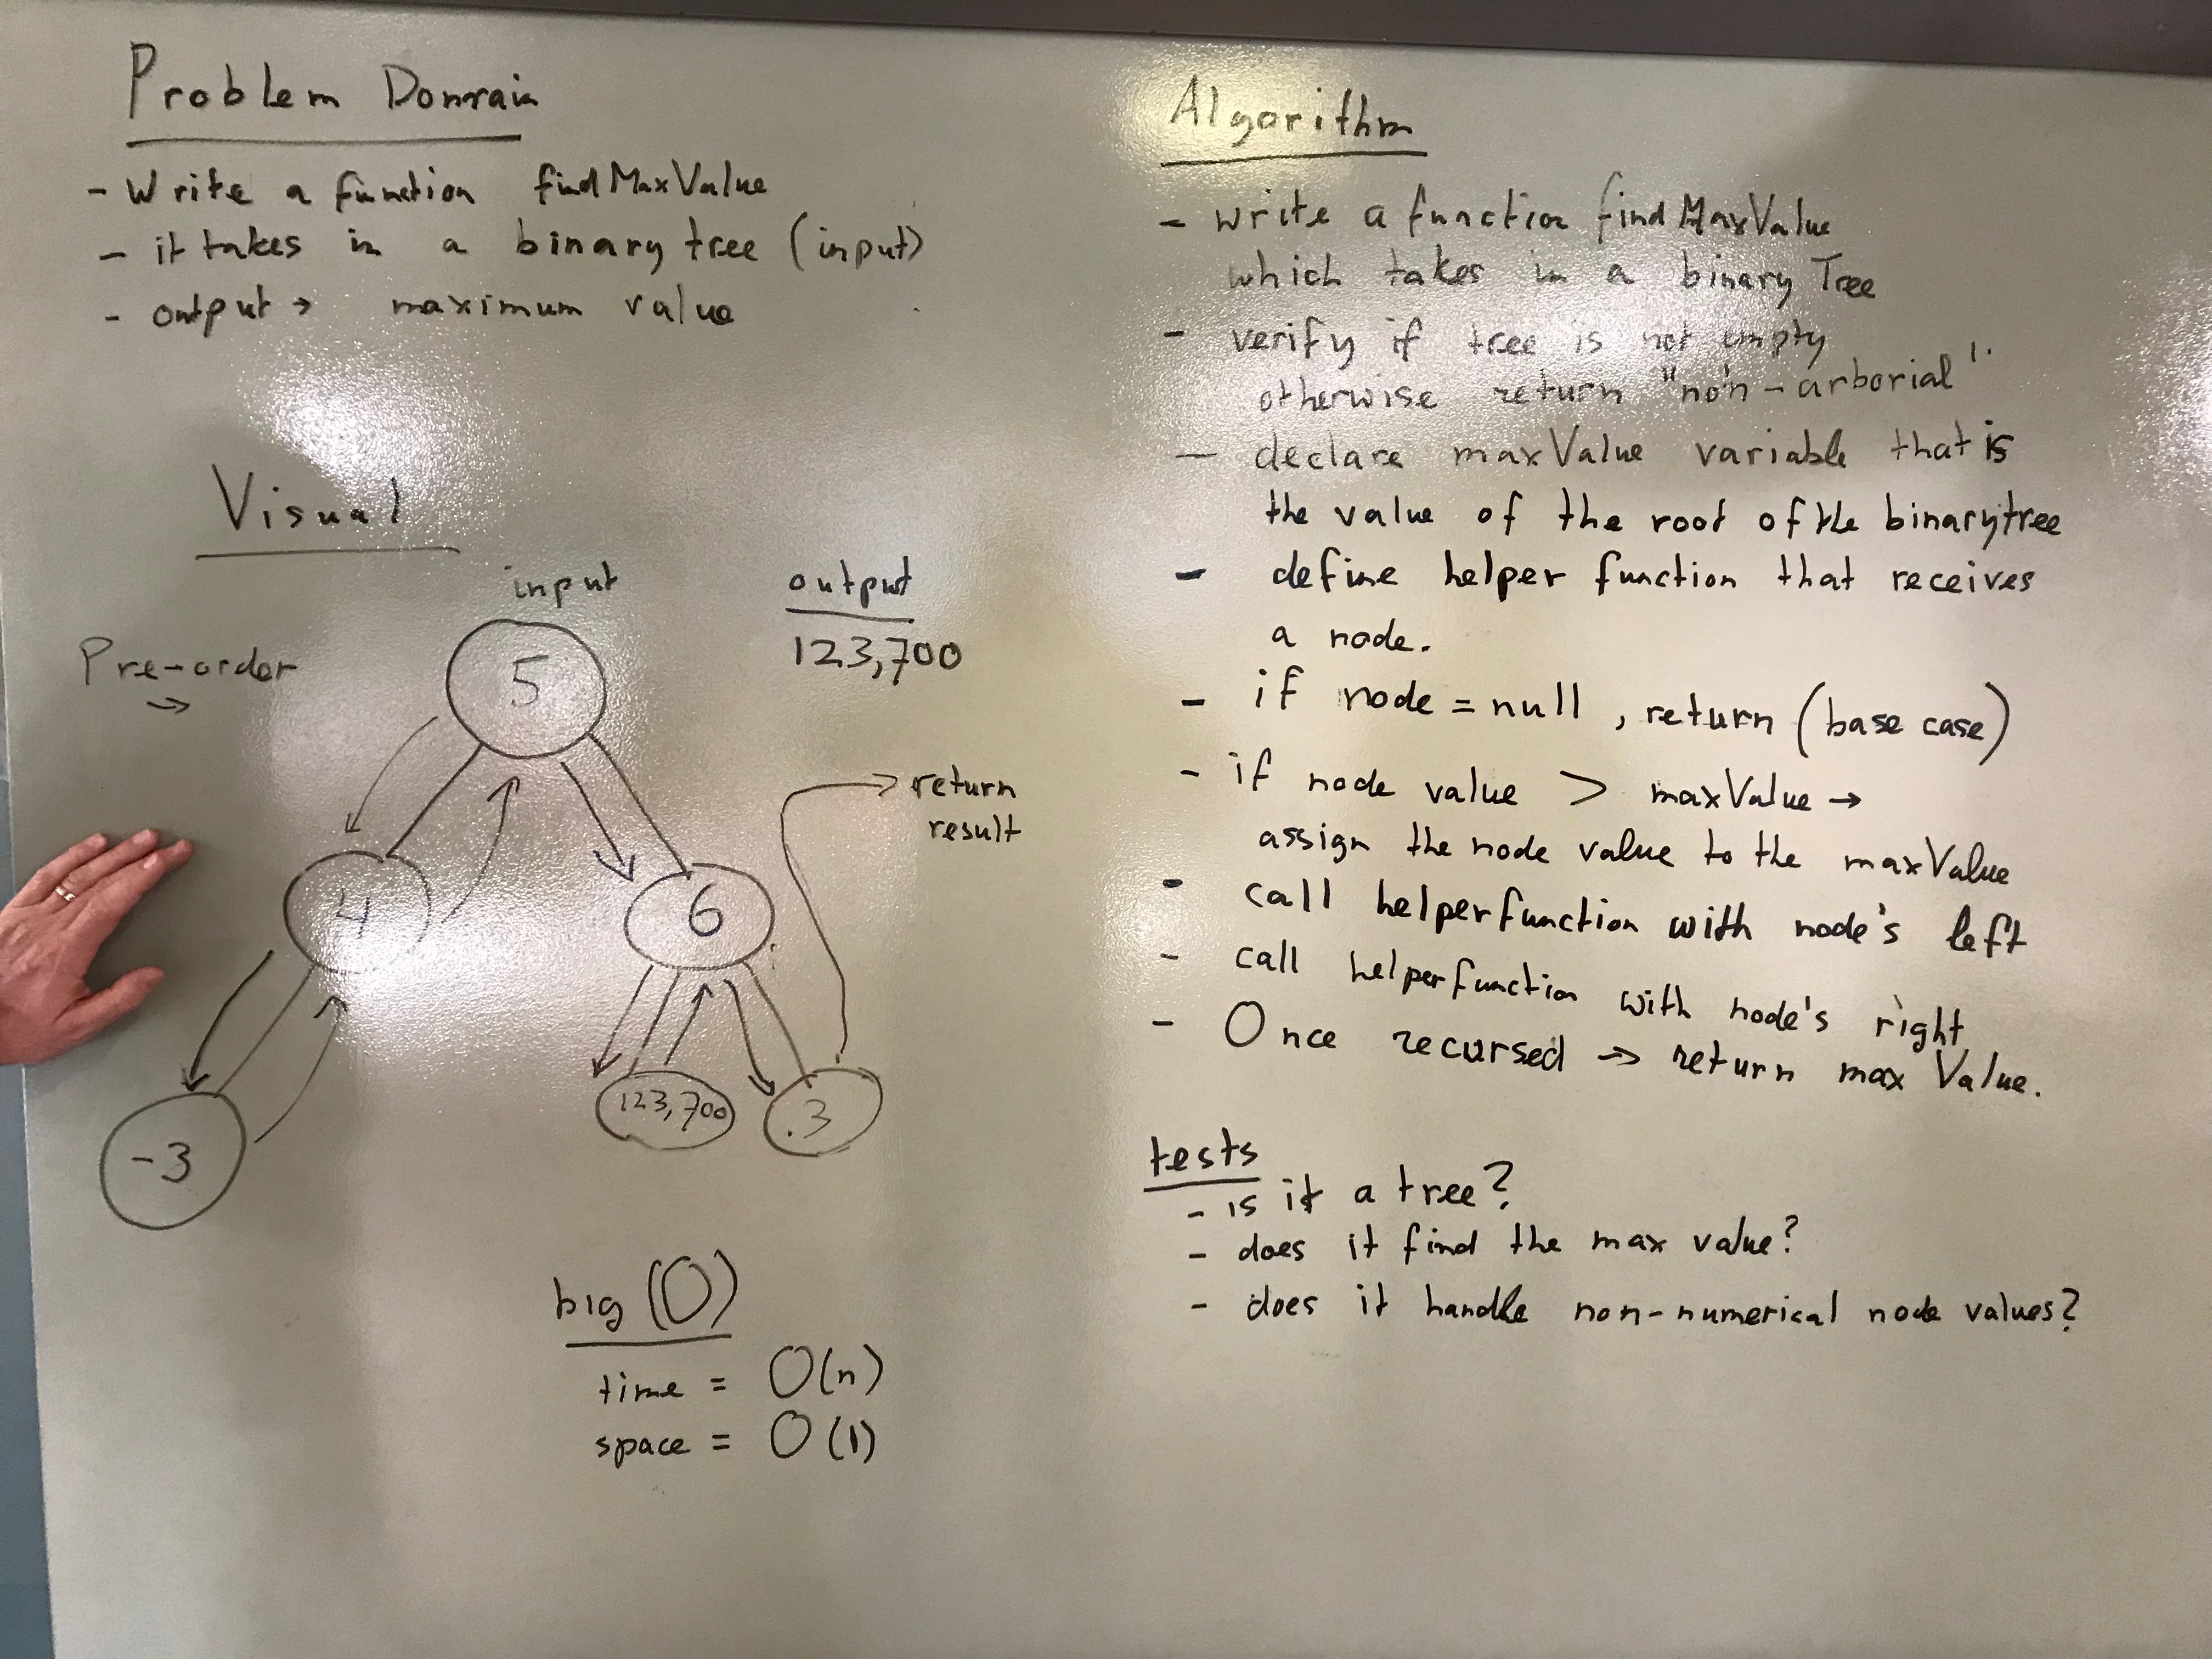 Problem Domain
- Write a function findMaxValue
- it takes in a binary tree (input)
- output → maximum value
Visual
input
output
123,700
Pre-order
→
5
4
6
-3
123,700
.3
return
result
big (O)
time = O(n)
space = O(1)
Algorithm
- write a function findMaxValue
which takes in a binary Tree
- verify if tree is not empty
otherwise return "non-arborial".
- declare maxValue variable that is
the value of the root of the binarytree
- define helper function that receives
a node.
- if node = null, return (base case)
- if node value > maxValue →
assign the node value to the maxValue
- call helperfunction with node's left
- call helperfunction with node's right
- Once recursed → return max Value.
tests
- is it a tree?
- does it find the max value?
- does it handle non-numerical node values?